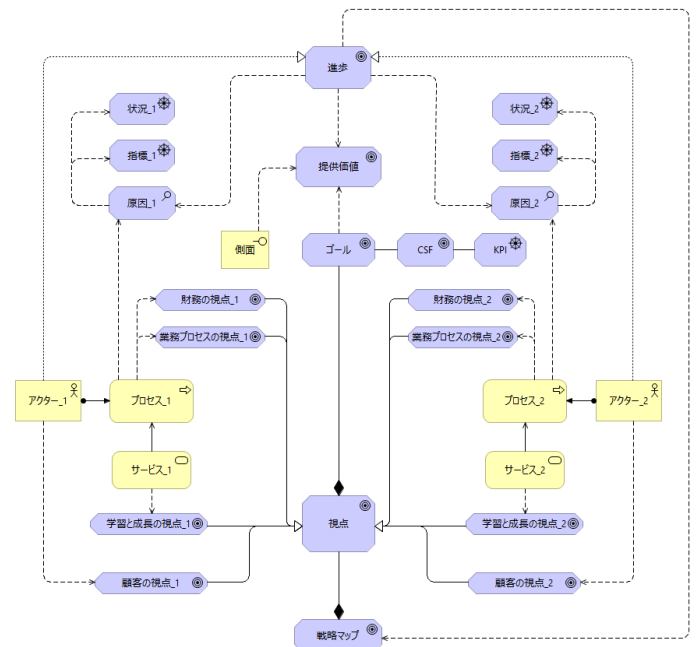 進歩
状況_1
状況_2
指標_1
指標_2
提供価値
原因_1
原因_2
側面
ゴール
CSF
KPI
財務の視点_1
財務の視点_2
業務プロセスの視点_1
業務プロセスの視点_2
アクター_1
プロセス_1
プロセス_2
アクター_2
サービス_1
サービス_2
学習と成長の視点_1
視点
学習と成長の視点_2
顧客の視点_1
顧客の視点_2
戦略マップ